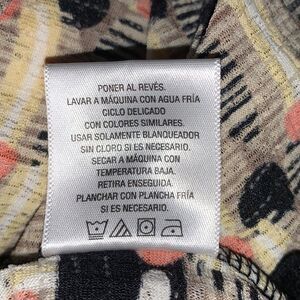 PONER AL REVÉS.
LAVAR A MÁQUINA CON AGUA FRÍA
CICLO DELICADO
CON COLORES SIMILARES.
USAR SOLAMENTE BLANQUEADOR
SIN CLORO SI ES NECESARIO.
SECAR A MÁQUINA CON
TEMPERATURA BAJA.
RETIRA ENSEGUIDA.
PLANCHAR CON PLANCHA FRÍA
SI ES NECESARIO.